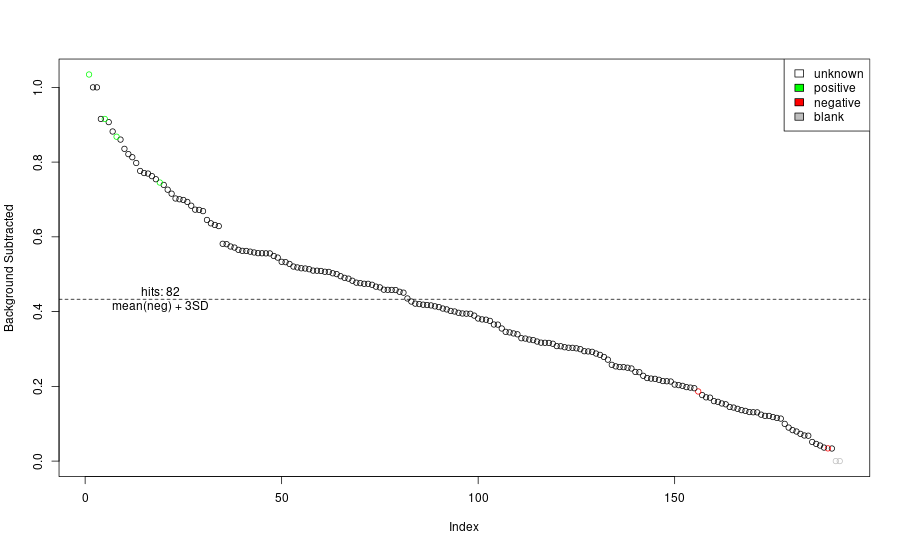 Background Subtracted
1.0
0.8
0.6
0.4
0.2
0.0
unknown
positive
negative
blank
hits: 82
mean(neg) + 3SD
0
50
100
150
Index